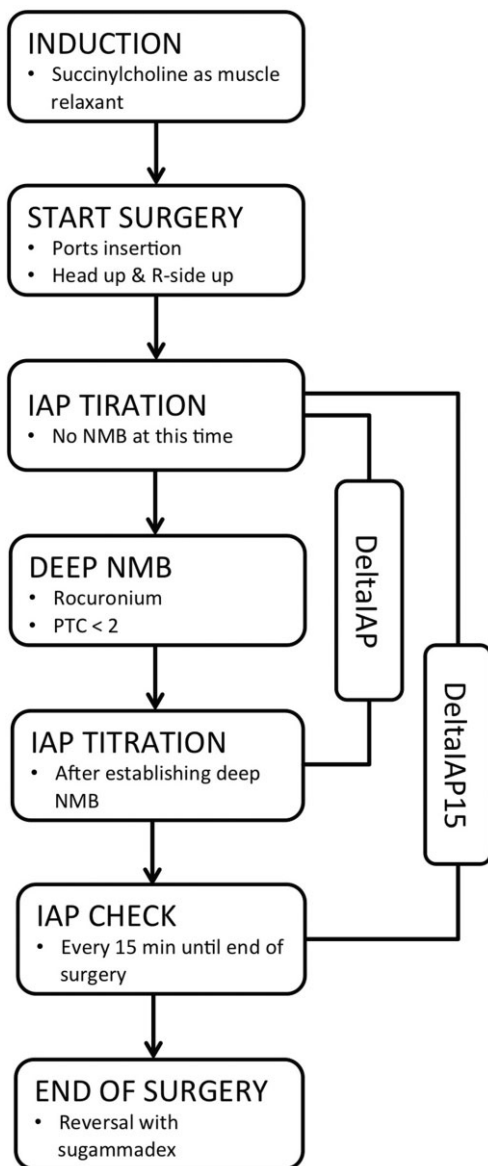 INDUCTION
• Succinylcholine as muscle
relaxant
START SURGERY
• Ports insertion
• Head up & R-side up
IAP TIRATION
• No NMB at this time
DEEP NMB
• Rocuronium
• PTC < 2
IAP TITRATION
• After establishing deep
NMB
IAP CHECK
• Every 15 min until end of
surgery
END OF SURGERY
• Reversal with
sugammadex
DeltaIAP
DeltaIAP15